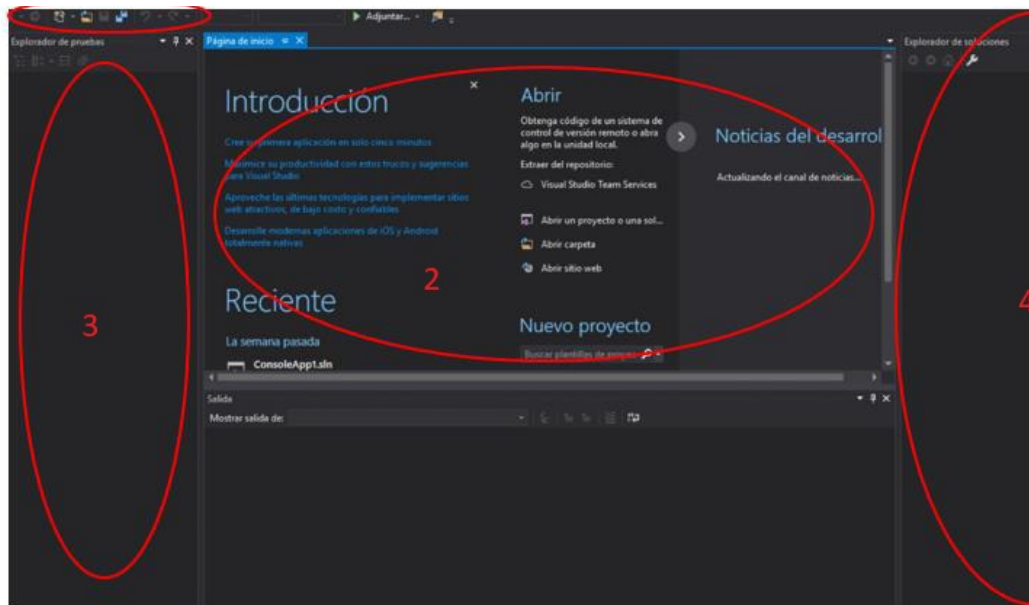 Adjuntar...
Explorador de pruebas
Página de inicio
Explorador de soluciones
Introducción
Cree su primera aplicación en solo cinco minutos
Maximice su productividad con estos trucos y sugerencias
para Visual Studio
Aproveche las últimas tecnologías para implementar sitios
web atractivos, de bajo costo y confiables
Desarrolle modernas aplicaciones de iOS y Android
totalmente nativas
Reciente
La semana pasada
ConsoleApp1.sln
Abrir
Obtenga código de un sistema de
control de versión remoto o abra
algo en la unidad local.
Extraer del repositorio:
Visual Studio Team Services
Abrir un proyecto o una sol...
Abrir carpeta
Abrir sitio web
Nuevo proyecto
Buscar plantillas de
Noticias del desarrol
Actualizando el canal de noticias...
2
3
4
Salida
Mostrar salida de: